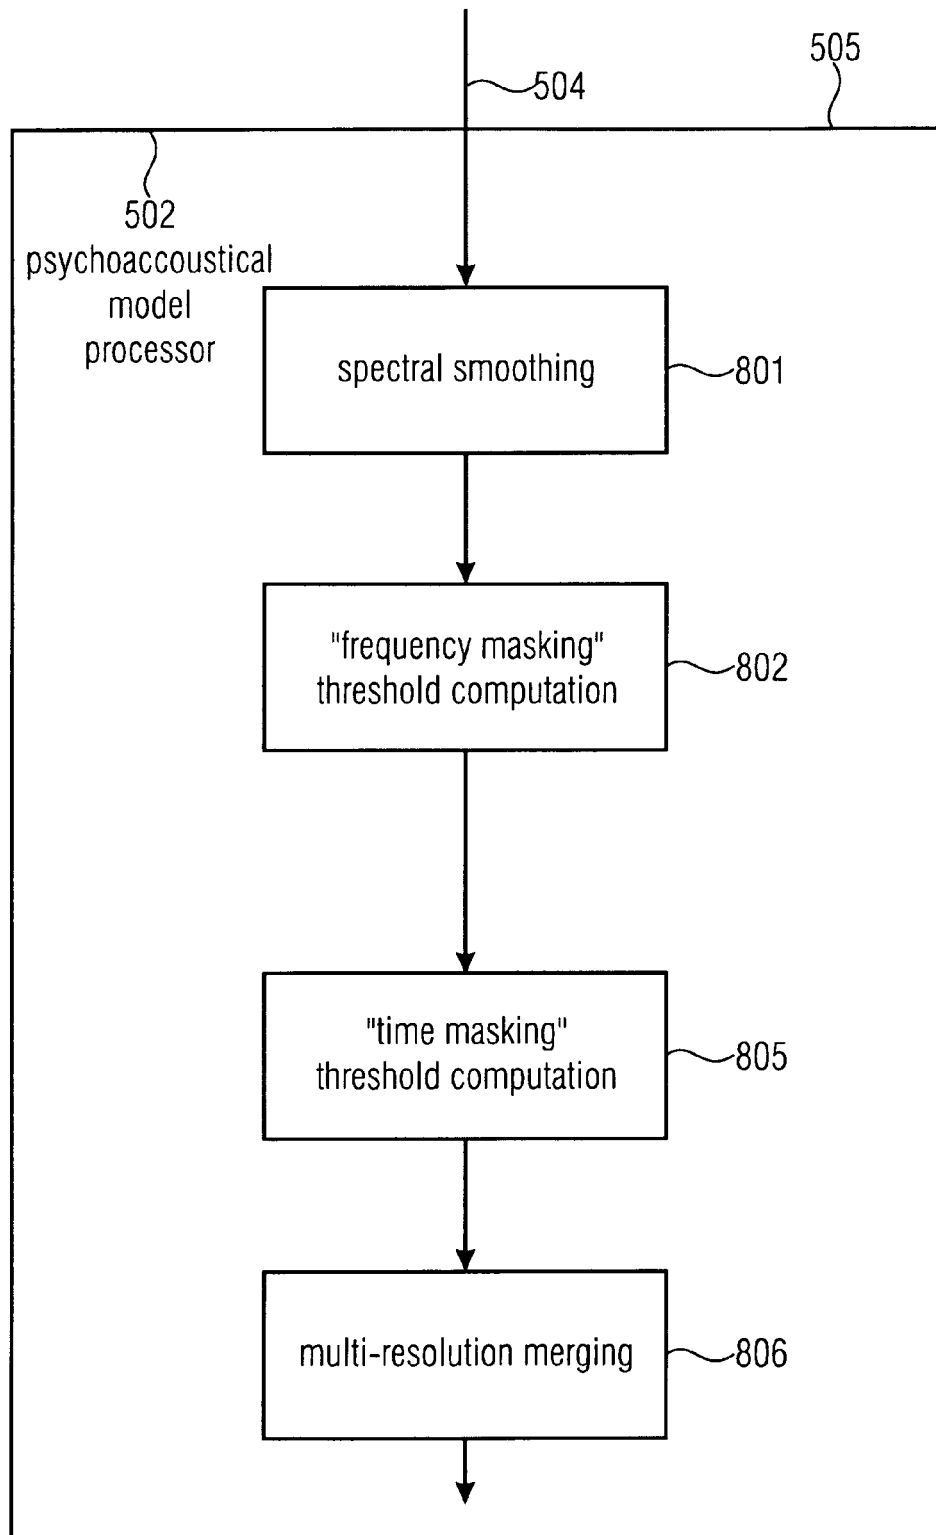 505
504
502
psychoaccoustical
model
processor
spectral smoothing
801
"frequency masking"
threshold computation
802
"time masking"
threshold computation
805
multi-resolution merging
806